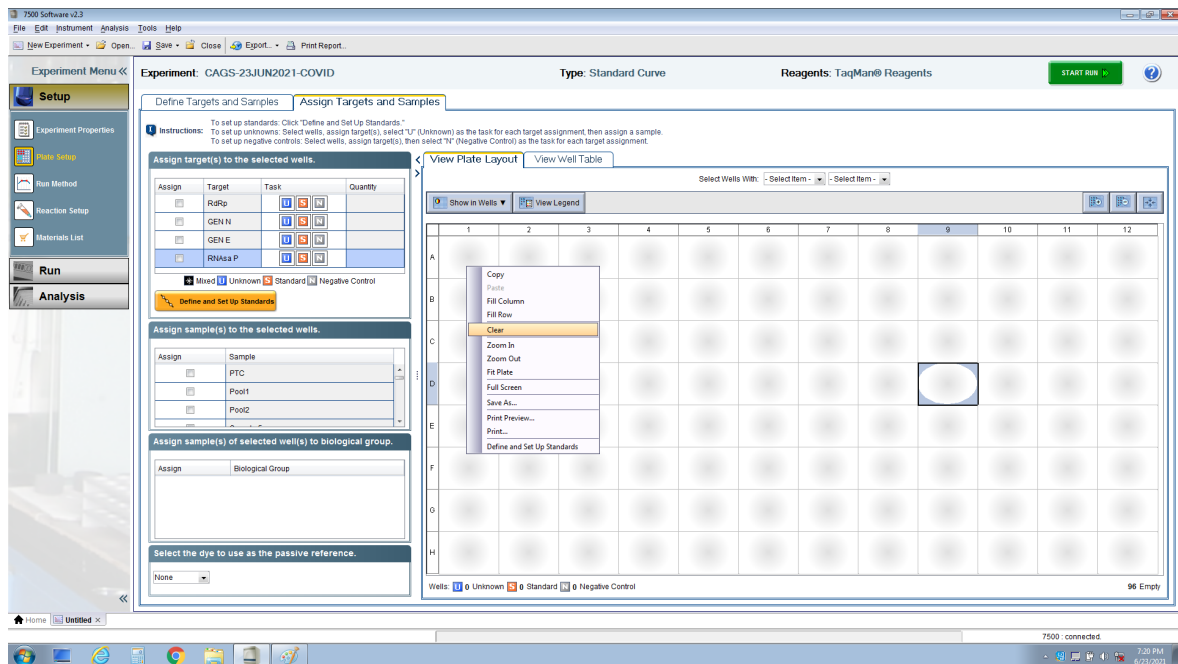 7500 Software v2.3
File Edit Instrument Analysis Tools Help
New Experiment Open... Save Close Export... Print Report...
Experiment Menu «
Experiment: CAGS-23JUN2021-COVID Type: Standard Curve Reagents: TaqMan® Reagents START RUN
Setup
Experiment Properties
Plate Setup
Run Method
Reaction Setup
Materials List
Run
Analysis
Define Targets and Samples Assign Targets and Samples
Instructions: To set up standards: Click "Define and Set Up Standards."
To set up unknowns: Select wells, assign target(s), select "U" (Unknown) as the task for each target assignment, then assign a sample.
To set up negative controls: Select wells, assign target(s), then select "N" (Negative Control) as the task for each target assignment.
Assign target(s) to the selected wells.
Assign Target Task Quantity
RdRp U S N
GEN N U S N
GEN E U S N
RNAsa P U S N
Mixed U Unknown S Standard N Negative Control
Define and Set Up Standards
Assign sample(s) to the selected wells.
Assign Sample
PTC
Pool1
Pool2
Assign sample(s) of selected well(s) to biological group.
Assign Biological Group
Select the dye to use as the passive reference.
None
View Plate Layout View Well Table
Select Wells With: - Select Item - - Select Item -
Show in Wells ▼ View Legend
1 2 3 4 5 6 7 8 9 10 11 12
A
B
C
D
E
F
G
H
Copy
Paste
Fill Column
Fill Row
Clear
Zoom In
Zoom Out
Fit Plate
Full Screen
Save As...
Print Preview...
Print...
Define and Set Up Standards
Wells: U 0 Unknown S 0 Standard N 0 Negative Control 96 Empty
Home Untitled ×
7500 : connected.
7:20 PM
6/23/2021